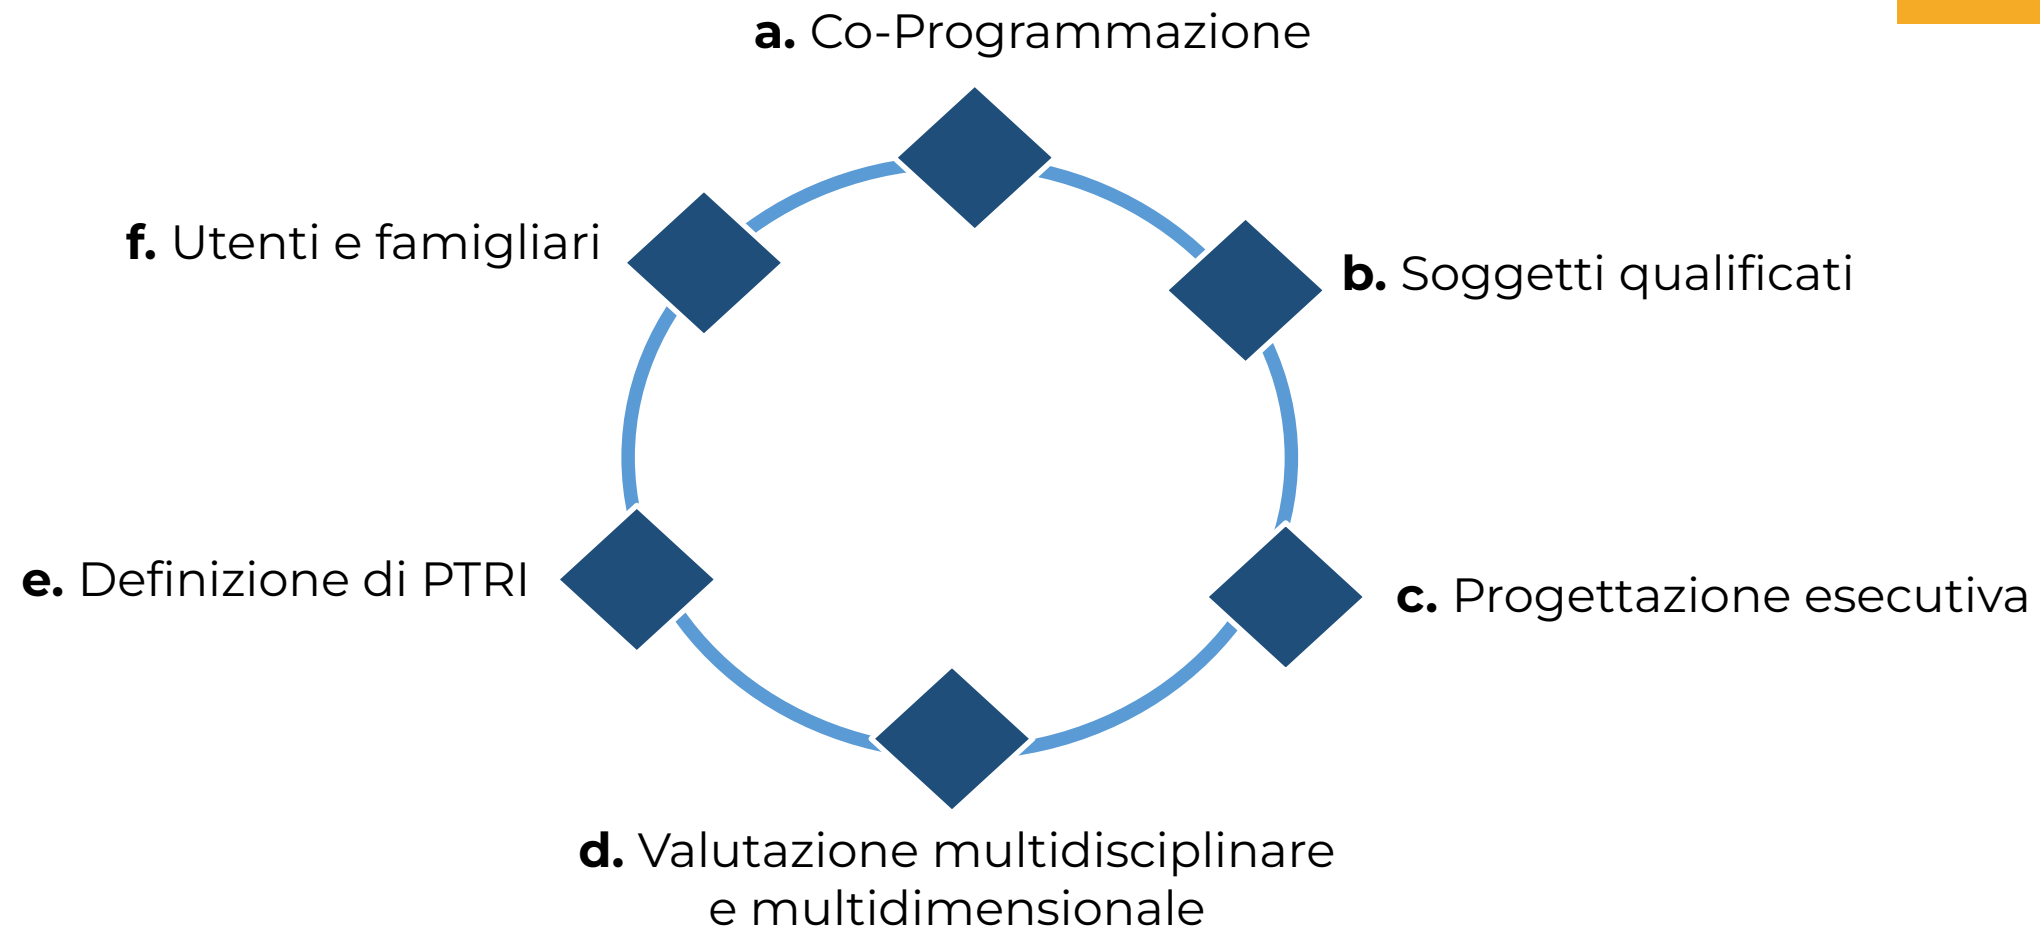 a. Co-Programmazione
b. Soggetti qualificati
c. Progettazione esecutiva
d. Valutazione multidisciplinare
e multidimensionale
e. Definizione di PTRI
f. Utenti e famigliari